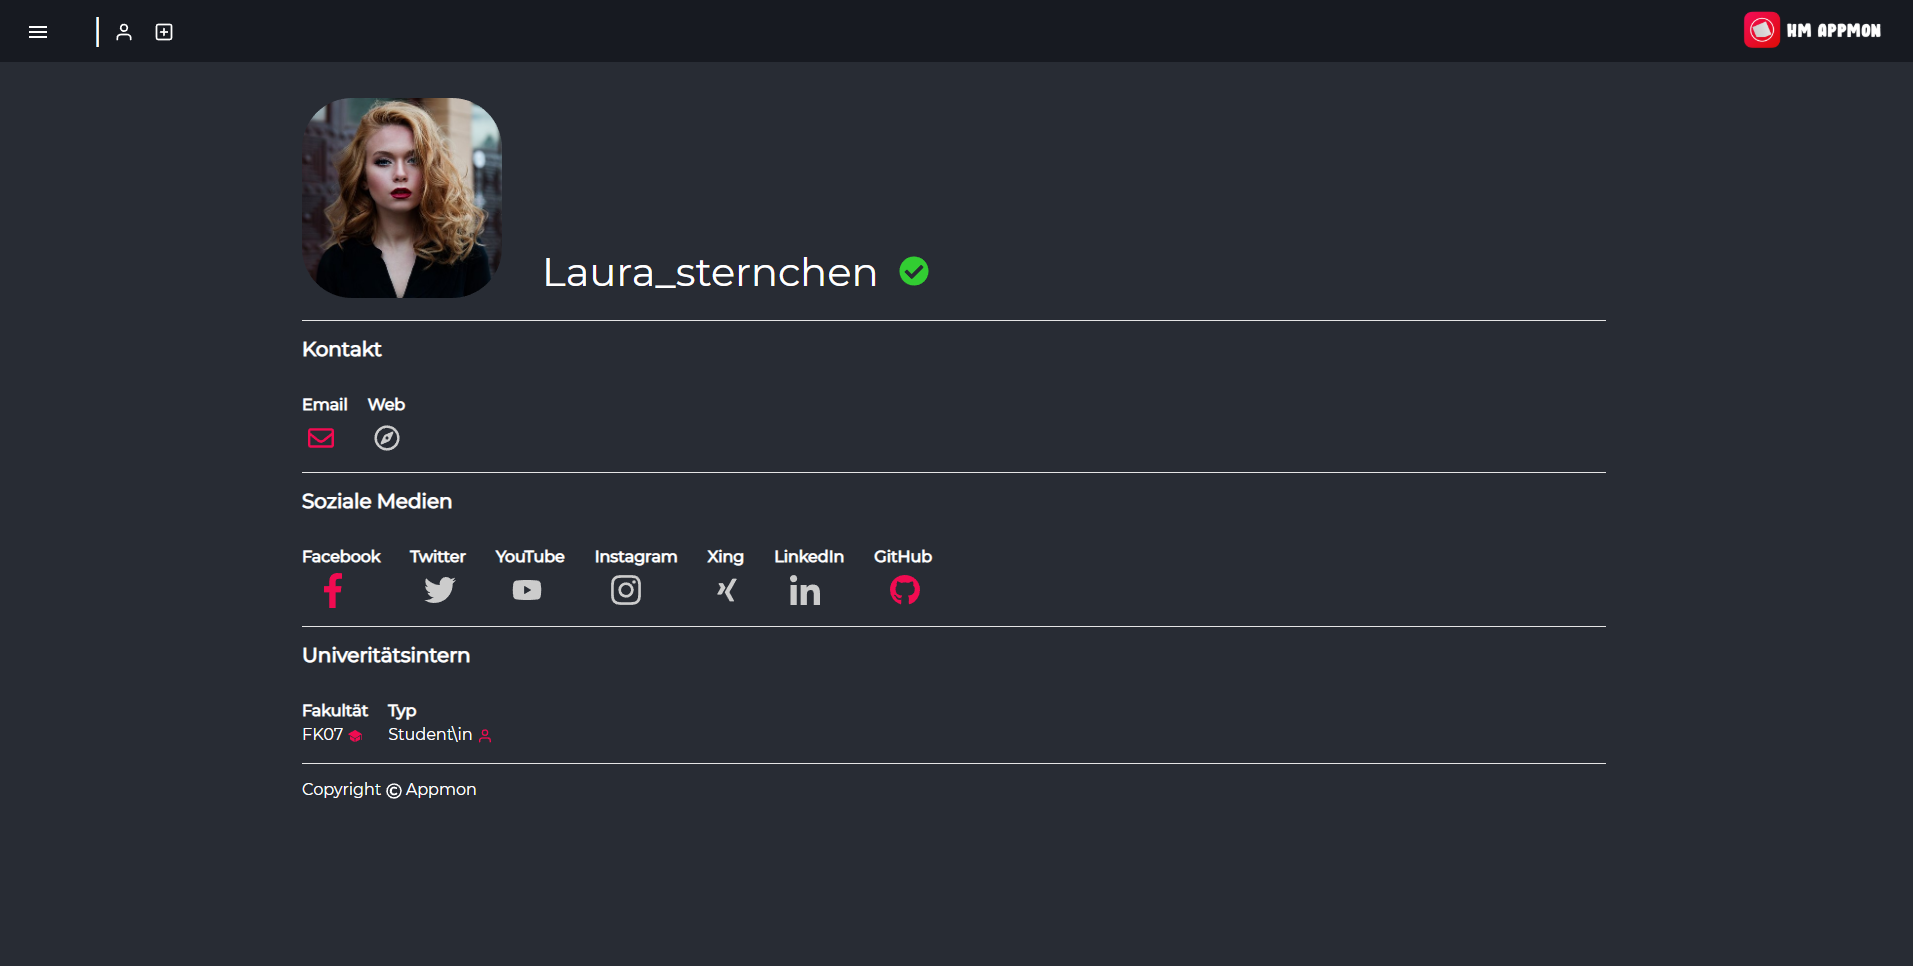 HM APPMON
Laura_sternchen
Kontakt
Email Web
Soziale Medien
Facebook Twitter YouTube Instagram Xing LinkedIn GitHub
Univeritätsintern
Fakultät Typ
FK07 Student\in
Copyright © Appmon